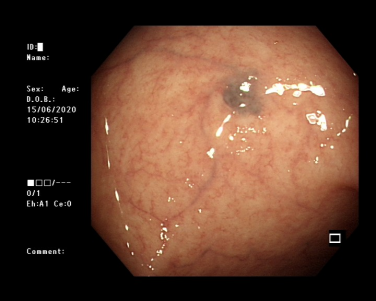 ID:
Name:
Sex: Age:
D.O.B.:
15/06/2020
10:26:51
/---
0/1
Eh:A1 Ce:0
Comment: